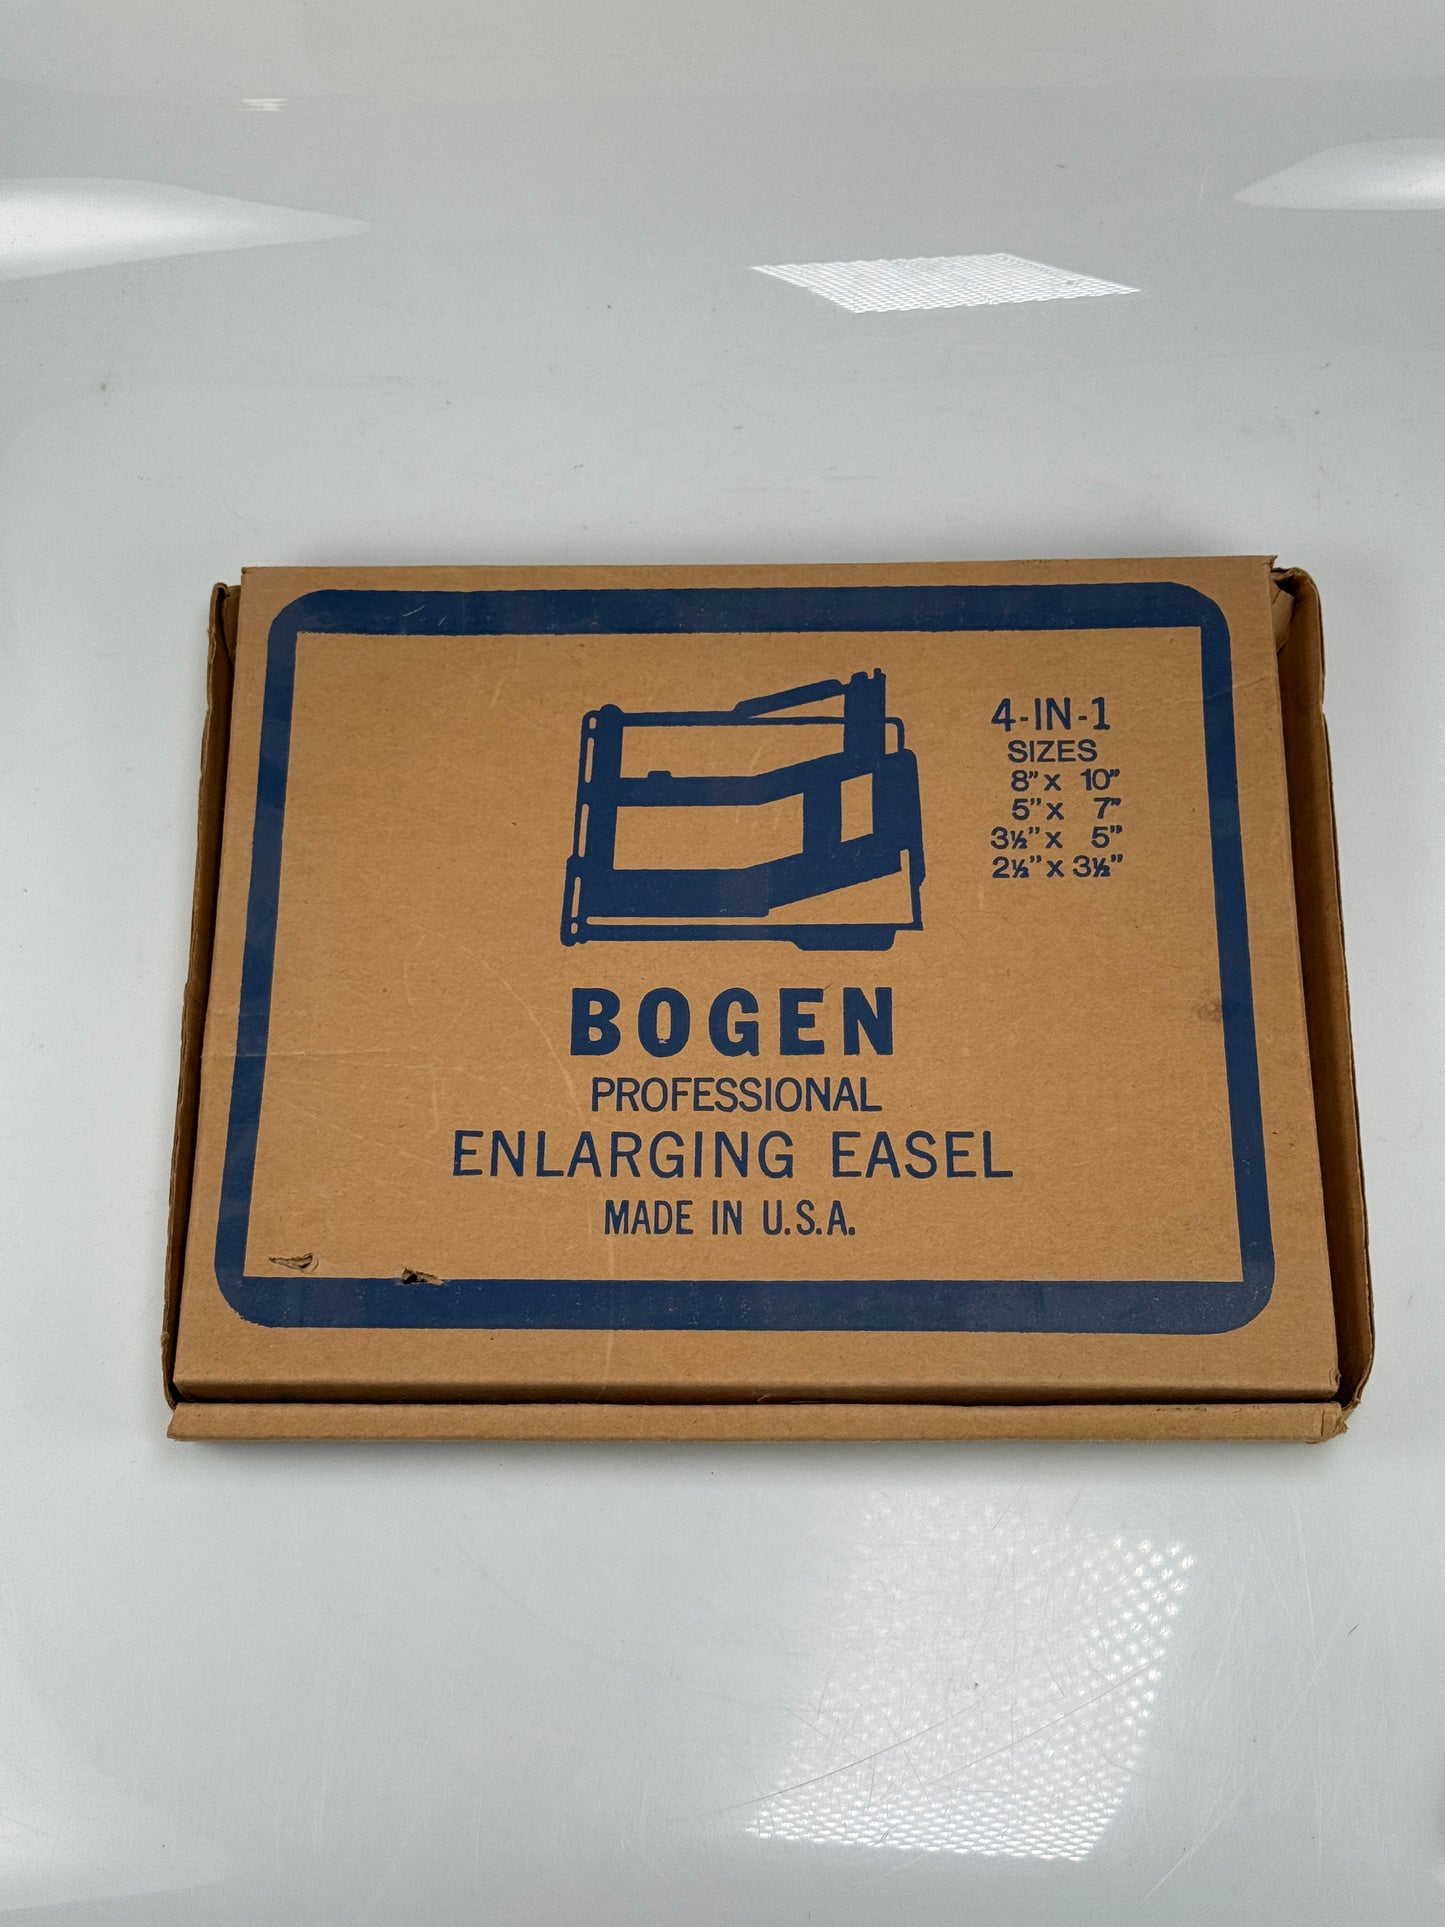 4-IN-1
SIZES
8" x 10"
5" x 7"
3½" x 5"
2½" x 3½"
BOGEN
PROFESSIONAL
ENLARGING EASEL
MADE IN U.S.A.